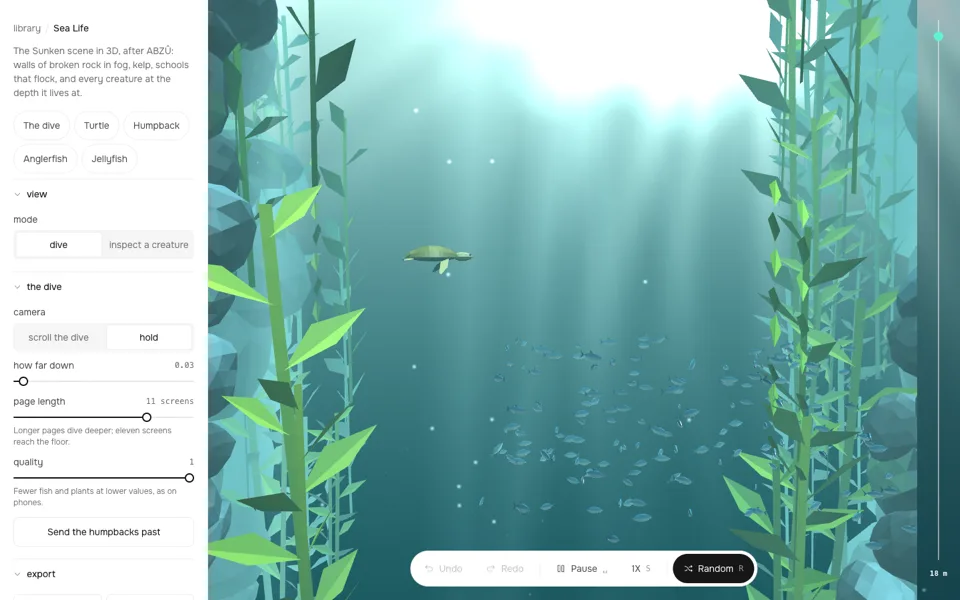 library / Sea Life
The Sunken scene in 3D, after ABZÛ:
walls of broken rock in fog, kelp, schools
that flock, and every creature at the
depth it lives at.
The dive
Turtle
Humpback
Anglerfish
Jellyfish
view
mode
dive
inspect a creature
the dive
camera
scroll the dive
hold
how far down 0.03
page length 11 screens
Longer pages dive deeper; eleven screens
reach the floor.
quality 1
Fewer fish and plants at lower values, as on
phones.
Send the humpbacks past
export
Undo
Redo
Pause
1X S
Random R
18 m